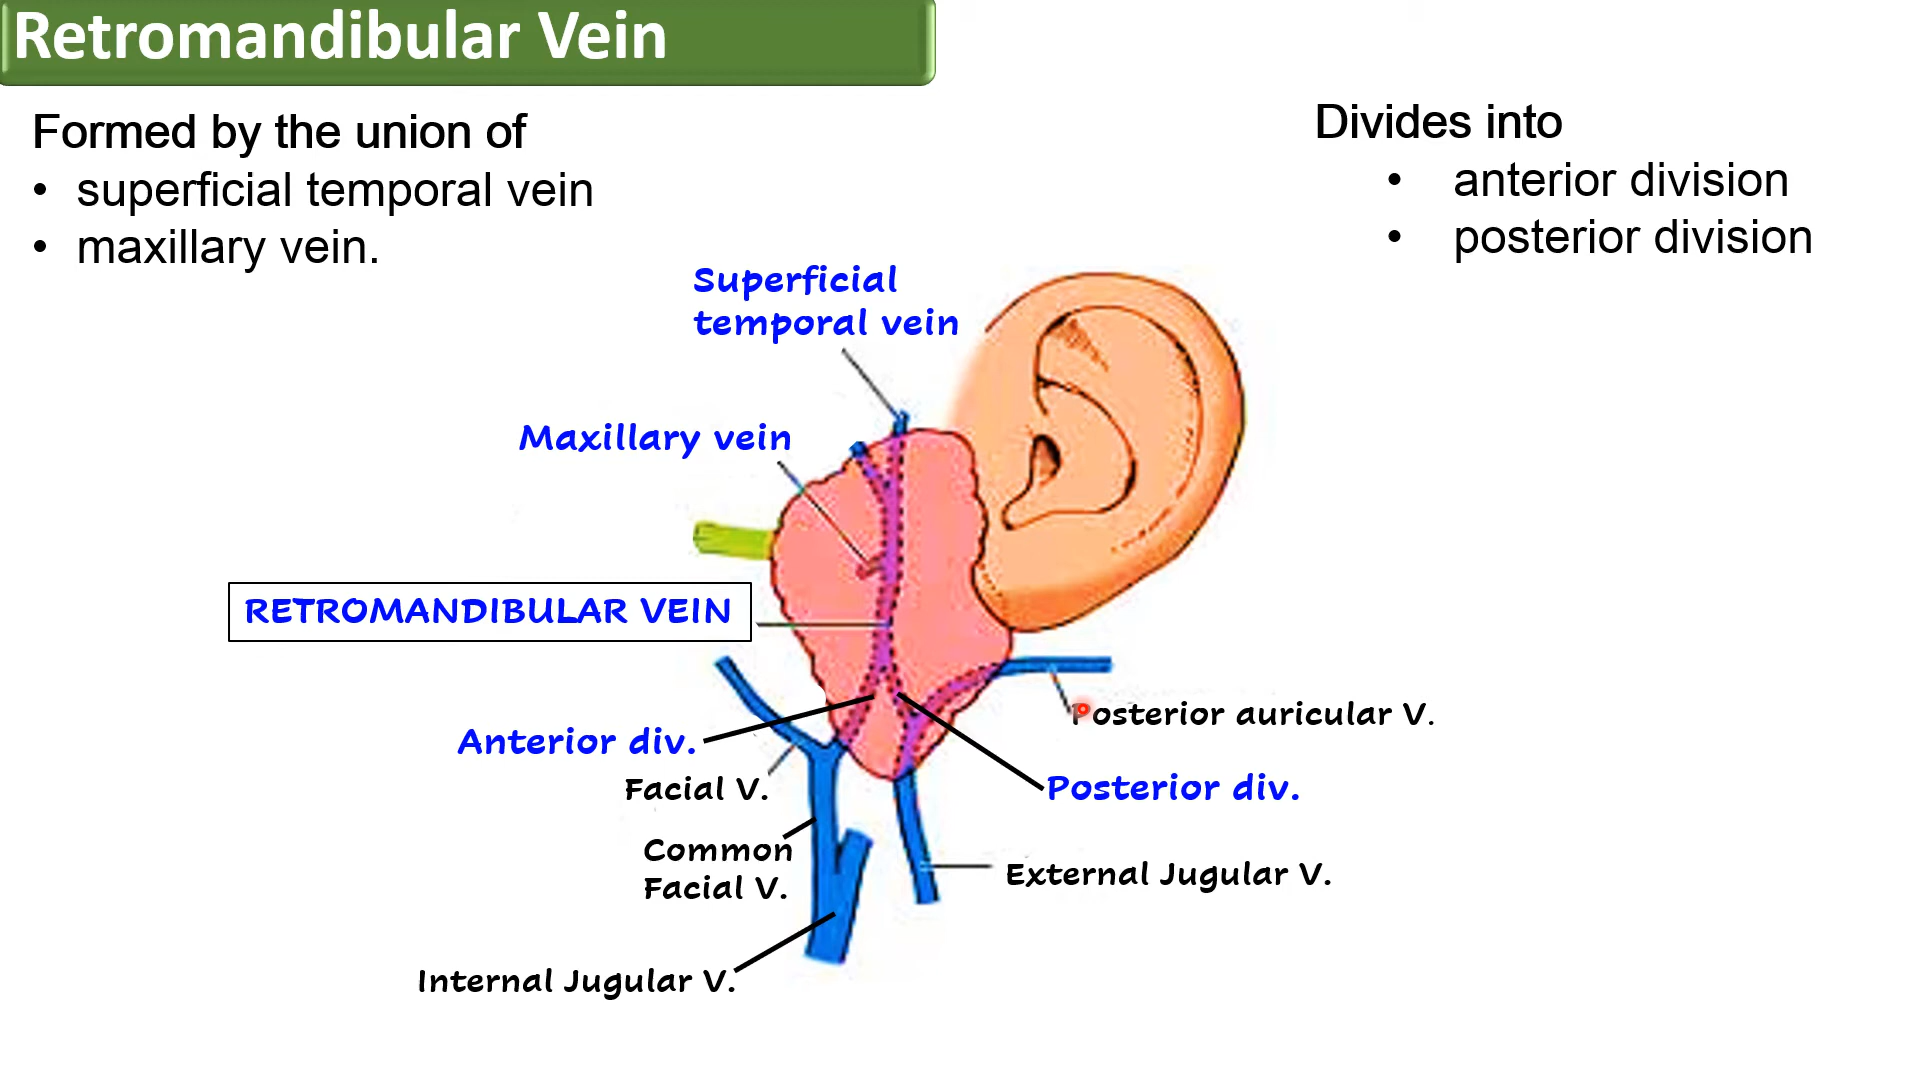 Retromandibular Vein
Formed by the union of
• superficial temporal vein
• maxillary vein.
Divides into
• anterior division
• posterior division
Superficial
temporal vein
Maxillary vein
RETROMANDIBULAR VEIN
Anterior div.
Facial V.
Common
Facial V.
Internal Jugular V.
Posterior auricular V.
Posterior div.
External Jugular V.